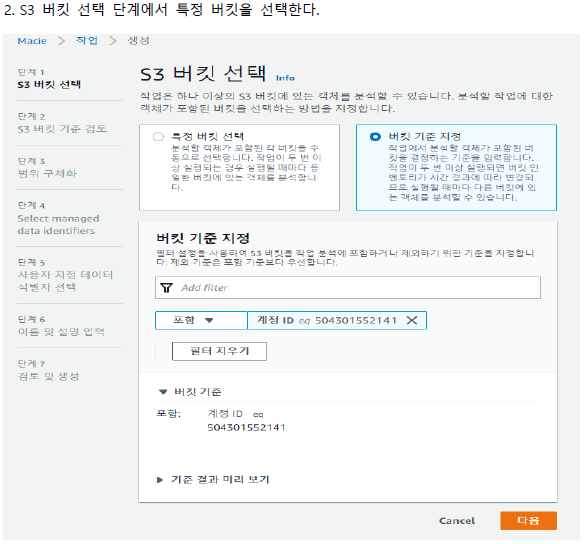 2. S3 버킷 선택 단계에서 특정 버킷을 선택한다.
Macie > 작업 > 생성
단계 1
S3 버킷 선택
단계 2
S3 버킷 기준 검토
단계 3
범위 구체화
단계 4
Select managed
data identifiers
단계 5
사용자 지정 데이터
식별자 선택
단계 6
이름 및 설명 입력
단계 7
검토 및 생성
S3 버킷 선택 Info
작업은 하나 이상의 S3 버킷에 있는 객체를 분석할 수 있습니다. 분석할 작업에 대한
객체가 포함된 버킷을 선택하는 방법을 지정합니다.
특정 버킷 선택
분석할 객체가 포함된 각 버킷을 수
동으로 선택합니다. 작업이 두 번 이
상 실행되는 경우 실행될 때마다 동
일한 버킷에 있는 객체를 분석합니
다.
버킷 기준 지정
작업에서 분석할 객체가 포함된 버
킷을 결정하는 기준을 입력합니다.
작업이 두 번 이상 실행되면 버킷 인
벤토리가 시간 경과에 따라 변경되
므로 실행될 때마다 다른 버킷에 있
는 객체를 분석할 수 있습니다.
버킷 기준 지정
필터 설정을 사용하여 S3 버킷을 작업 분석에 포함하거나 제외하기 위한 기준을 지정합니
다. 제외 기준은 포함 기준보다 우선합니다.
Add filter
포함 ▼ 계정 ID eq 504301552141 ✕
필터 지우기
▼ 버킷 기준
포함: 계정 ID eq
504301552141
▶ 기준 결과 미리 보기
Cancel 다음